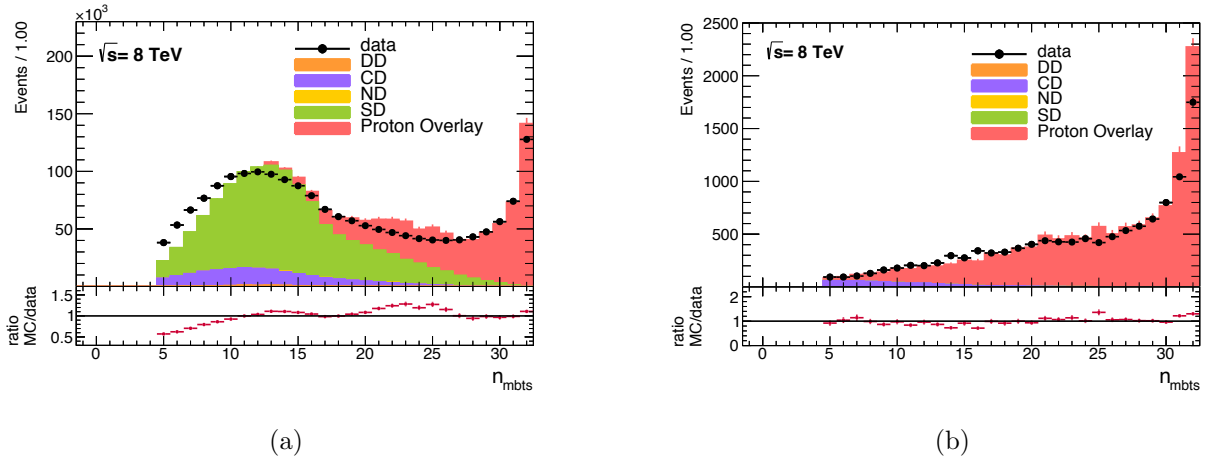 ×10³
Events / 1.00
200
150
100
50
√s= 8 TeV
data
DD
CD
ND
SD
Proton Overlay
ratio
MC/data
1.5
1
0.5
0 5 10 15 20 25 30
n_mbts
(a)
Events / 1.00
2500
2000
1500
1000
500
√s= 8 TeV
data
DD
CD
ND
SD
Proton Overlay
ratio
MC/data
2
1
0
0 5 10 15 20 25 30
n_mbts
(b)